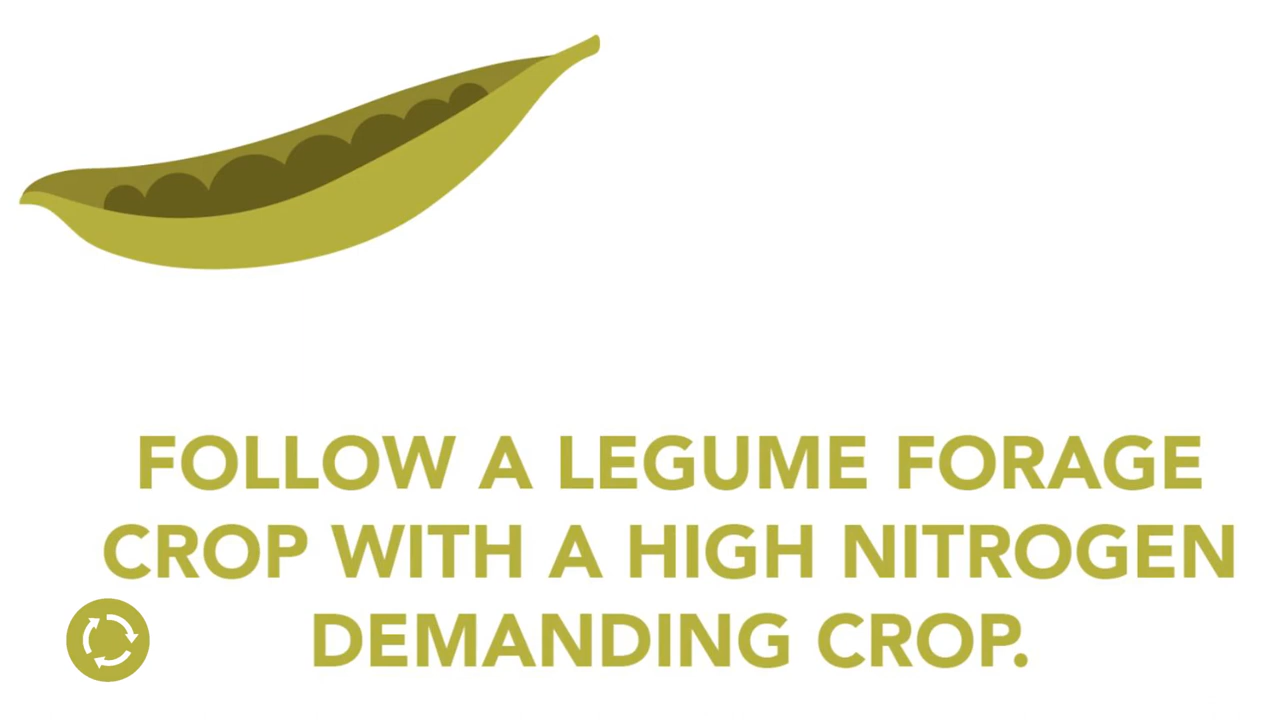 FOLLOW A LEGUME FORAGE
CROP WITH A HIGH NITROGEN
DEMANDING CROP.